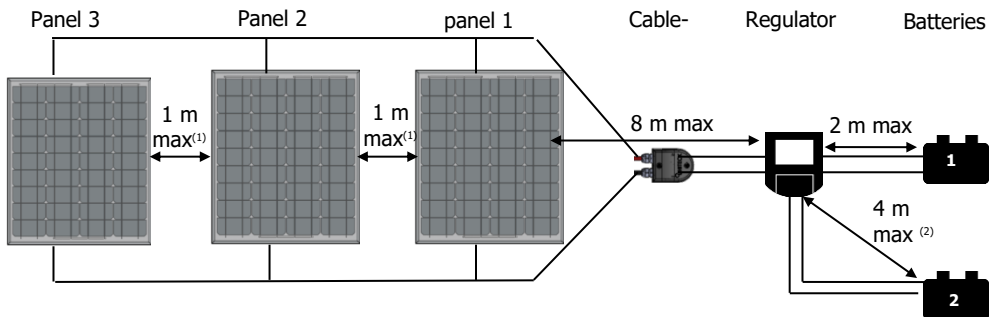 Panel 3
Panel 2
panel 1
Cable-
Regulator
Batteries
1 m
max(1)
1 m
max(1)
8 m max
2 m max
1
4 m
max (2)
2